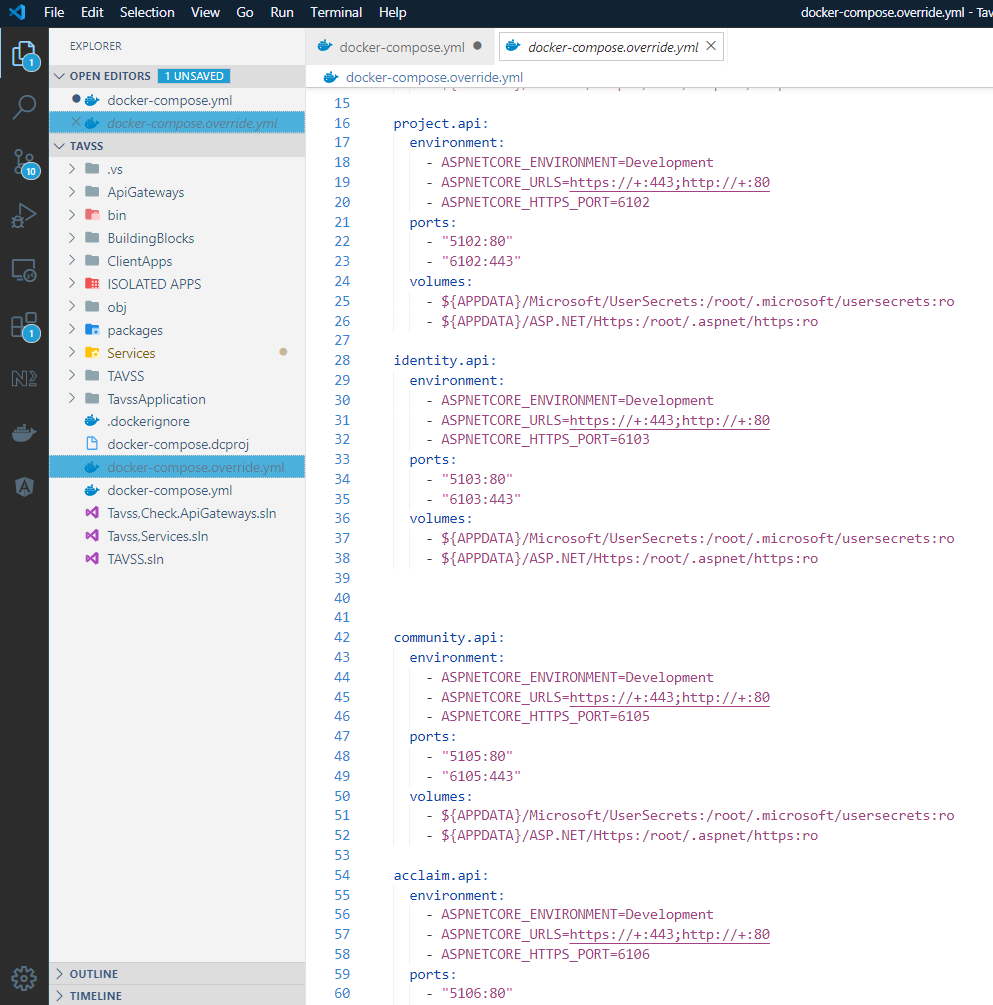 File Edit Selection View Go Run Terminal Help docker-compose.override.yml - Tav
EXPLORER
OPEN EDITORS 1 UNSAVED
docker-compose.yml
docker-compose.override.yml
TAVSS
.vs
ApiGateways
bin
BuildingBlocks
ClientApps
ISOLATED APPS
obj
packages
Services
TAVSS
TavssApplication
.dockerignore
docker-compose.dcproj
docker-compose.override.yml
docker-compose.yml
Tavss,Check.ApiGateways.sln
Tavss,Services.sln
TAVSS.sln
OUTLINE
TIMELINE
1
10
1
docker-compose.yml
docker-compose.override.yml
docker-compose.override.yml
15
16 project.api:
17 environment:
18 - ASPNETCORE_ENVIRONMENT=Development
19 - ASPNETCORE_URLS=https://+:443;http://+:80
20 - ASPNETCORE_HTTPS_PORT=6102
21 ports:
22 - "5102:80"
23 - "6102:443"
24 volumes:
25 - ${APPDATA}/Microsoft/UserSecrets:/root/.microsoft/usersecrets:ro
26 - ${APPDATA}/ASP.NET/Https:/root/.aspnet/https:ro
27
28 identity.api:
29 environment:
30 - ASPNETCORE_ENVIRONMENT=Development
31 - ASPNETCORE_URLS=https://+:443;http://+:80
32 - ASPNETCORE_HTTPS_PORT=6103
33 ports:
34 - "5103:80"
35 - "6103:443"
36 volumes:
37 - ${APPDATA}/Microsoft/UserSecrets:/root/.microsoft/usersecrets:ro
38 - ${APPDATA}/ASP.NET/Https:/root/.aspnet/https:ro
39
40
41
42 community.api:
43 environment:
44 - ASPNETCORE_ENVIRONMENT=Development
45 - ASPNETCORE_URLS=https://+:443;http://+:80
46 - ASPNETCORE_HTTPS_PORT=6105
47 ports:
48 - "5105:80"
49 - "6105:443"
50 volumes:
51 - ${APPDATA}/Microsoft/UserSecrets:/root/.microsoft/usersecrets:ro
52 - ${APPDATA}/ASP.NET/Https:/root/.aspnet/https:ro
53
54 acclaim.api:
55 environment:
56 - ASPNETCORE_ENVIRONMENT=Development
57 - ASPNETCORE_URLS=https://+:443;http://+:80
58 - ASPNETCORE_HTTPS_PORT=6106
59 ports:
60 - "5106:80"